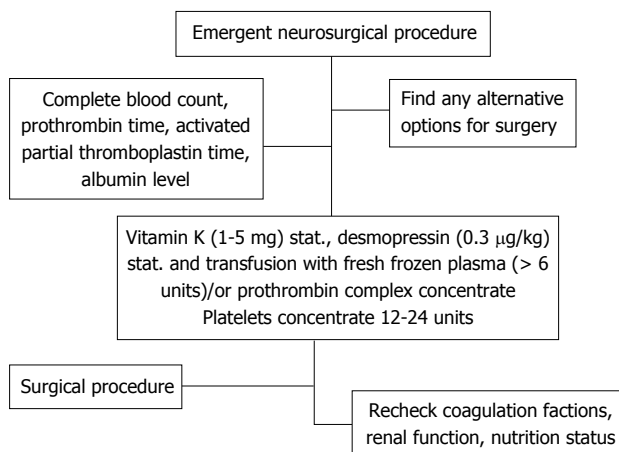 Emergent neurosurgical procedure
Complete blood count,
prothrombin time, activated
partial thromboplastin time,
albumin level
Find any alternative
options for surgery
Vitamin K (1-5 mg) stat., desmopressin (0.3 μg/kg)
stat. and transfusion with fresh frozen plasma (> 6
units)/or prothrombin complex concentrate
Platelets concentrate 12-24 units
Surgical procedure
Recheck coagulation factions,
renal function, nutrition status